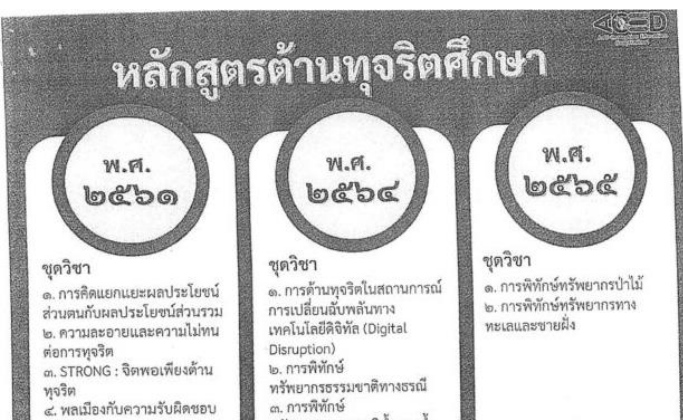 หลักสูตรต้านทุจริตศึกษา
พ.ศ.
๒๕๖๑
ชุดวิชา
๑. การคิดแยกแยะผลประโยชน์
ส่วนตนกับผลประโยชน์ส่วนรวม
๒. ความละอายและความไม่ทน
ต่อการทุจริต
๓. STRONG : จิตพอเพียงต้าน
ทุจริต
๔. พลเมืองกับความรับผิดชอบ
พ.ศ.
๒๕๖๔
ชุดวิชา
๑. การต้านทุจริตในสถานการณ์
การเปลี่ยนฉับพลันทาง
เทคโนโลยีดิจิทัล (Digital
Disruption)
๒. การพิทักษ์
ทรัพยากรธรรมชาติทางธรณี
๓. การพิทักษ์
พ.ศ.
๒๕๖๕
ชุดวิชา
๑. การพิทักษ์ทรัพยากรป่าไม้
๒. การพิทักษ์ทรัพยากรทาง
ทะเลและชายฝั่ง